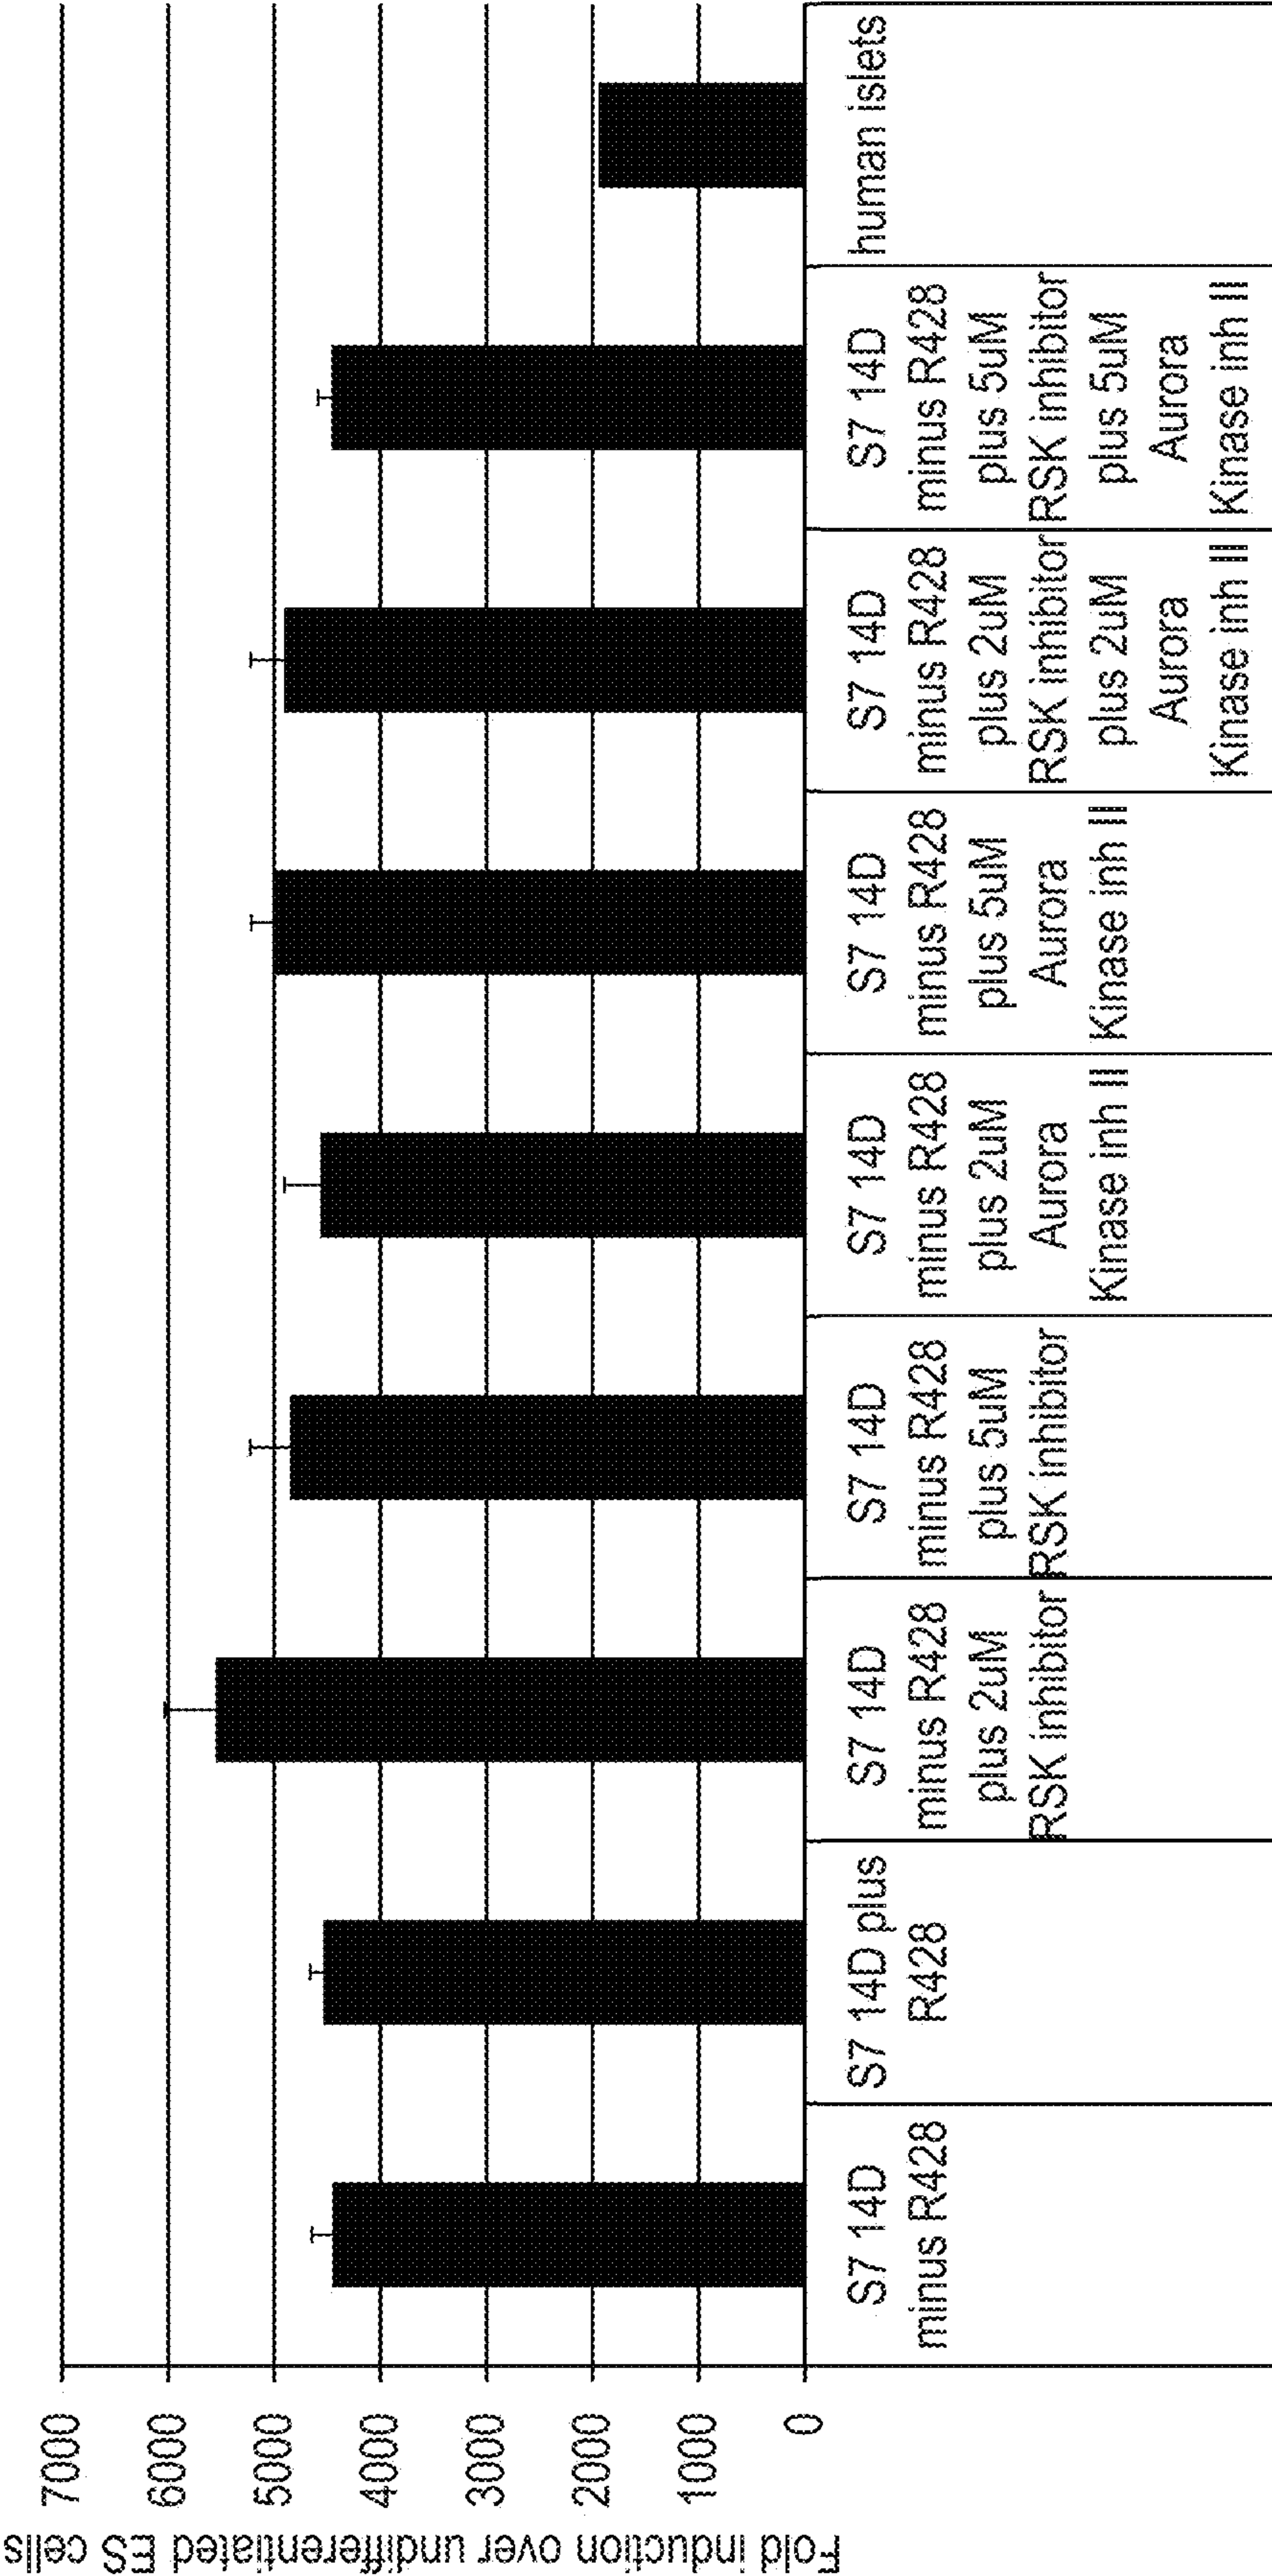 Fold induction over undifferentiated ES cells
7000
6000
5000
4000
3000
2000
1000
0
S7 14D
minus R428
S7 14D plus
R428
S7 14D
minus R428
plus 2uM
RSK inhibitor
S7 14D
minus R428
plus 5uM
RSK inhibitor
S7 14D
minus R428
plus 2uM
Aurora
Kinase inh II
S7 14D
minus R428
plus 5uM
Aurora
Kinase inh II
S7 14D
minus R428
plus 2uM
RSK inhibitor
plus 2uM
Aurora
Kinase inh II
S7 14D
minus R428
plus 5uM
RSK inhibitor
plus 5uM
Aurora
Kinase inh II
human islets